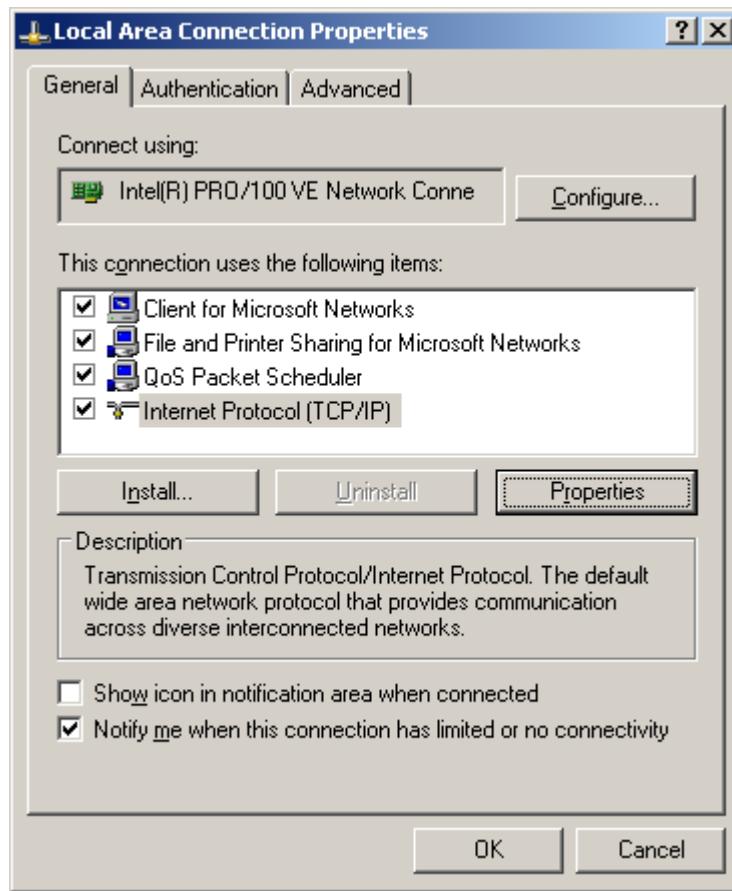 Local Area Connection Properties
General Authentication Advanced
Connect using:
Intel(R) PRO/100 VE Network Conne
Configure...
This connection uses the following items:
Client for Microsoft Networks
File and Printer Sharing for Microsoft Networks
QoS Packet Scheduler
Internet Protocol (TCP/IP)
Install... Uninstall Properties
Description
Transmission Control Protocol/Internet Protocol. The default
wide area network protocol that provides communication
across diverse interconnected networks.
Show icon in notification area when connected
Notify me when this connection has limited or no connectivity
OK Cancel